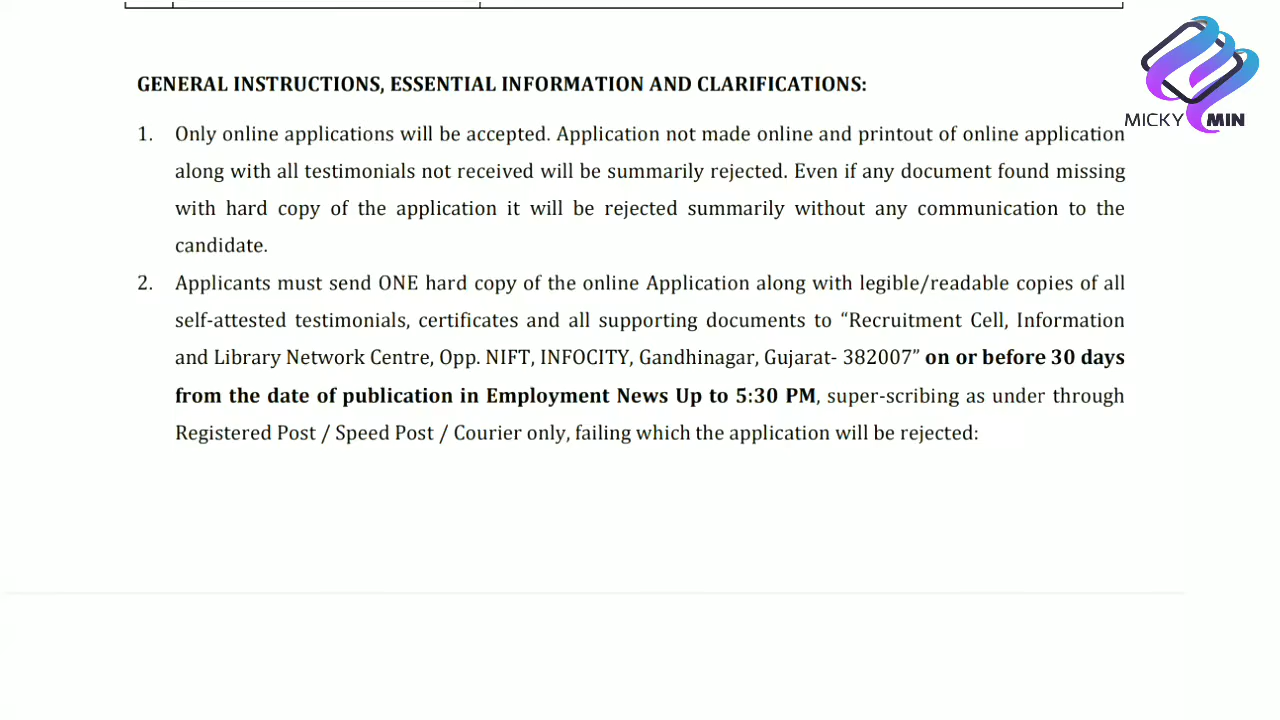 GENERAL INSTRUCTIONS, ESSENTIAL INFORMATION AND CLARIFICATIONS:
1. Only online applications will be accepted. Application not made online and printout of online application
along with all testimonials not received will be summarily rejected. Even if any document found missing
with hard copy of the application it will be rejected summarily without any communication to the
candidate.
2. Applicants must send ONE hard copy of the online Application along with legible/readable copies of all
self-attested testimonials, certificates and all supporting documents to “Recruitment Cell, Information
and Library Network Centre, Opp. NIFT, INFOCITY, Gandhinagar, Gujarat- 382007” on or before 30 days
from the date of publication in Employment News Up to 5:30 PM, super-scribing as under through
Registered Post / Speed Post / Courier only, failing which the application will be rejected:
MICKY MIN